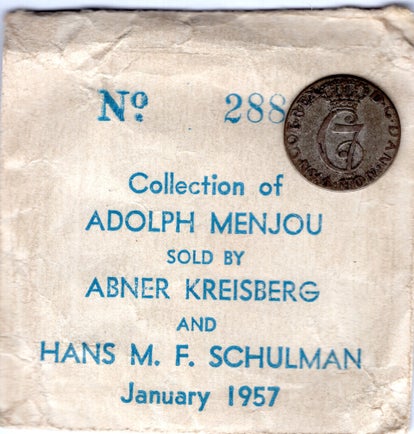 Nº 288
Collection of
ADOLPH MENJOU
SOLD BY
ABNER KREISBERG
AND
HANS M. F. SCHULMAN
January 1957